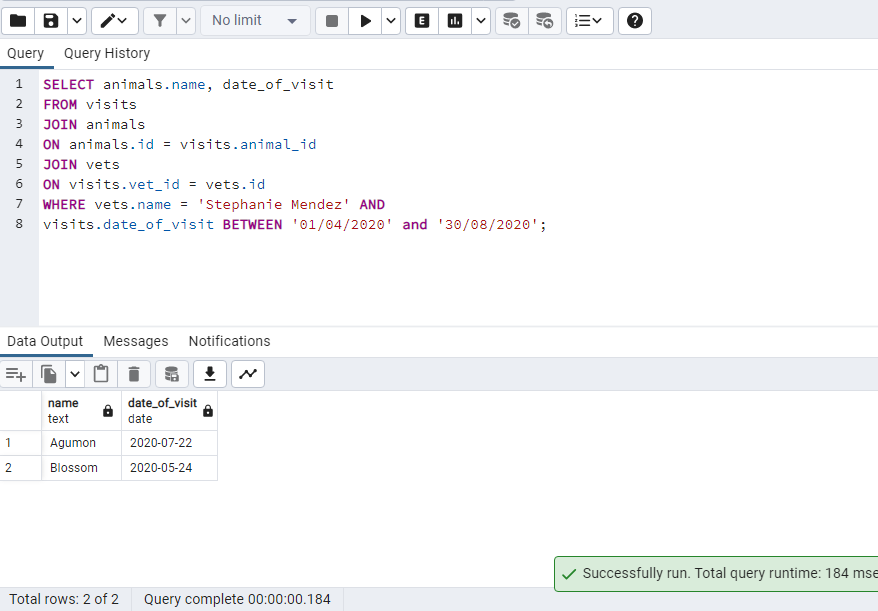 No limit
E
Query Query History
1 SELECT animals.name, date_of_visit
2 FROM visits
3 JOIN animals
4 ON animals.id = visits.animal_id
5 JOIN vets
6 ON visits.vet_id = vets.id
7 WHERE vets.name = 'Stephanie Mendez' AND
8 visits.date_of_visit BETWEEN '01/04/2020' and '30/08/2020';
Data Output Messages Notifications
name date_of_visit
text date
1 Agumon 2020-07-22
2 Blossom 2020-05-24
Successfully run. Total query runtime: 184 mse
Total rows: 2 of 2 Query complete 00:00:00.184